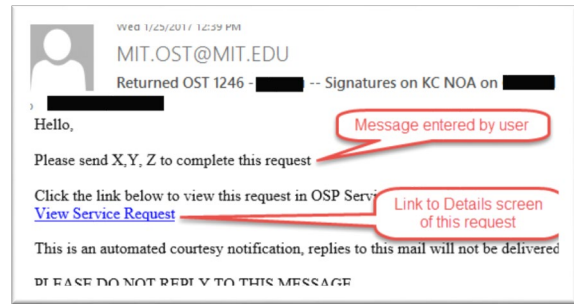 Wed 1/25/2017 12:39 PM
MIT.OST@MIT.EDU
Returned OST 1246 - -- Signatures on KC NOA on
Hello,
Message entered by user
Please send X,Y, Z to complete this request
Click the link below to view this request in OSP Servi
View Service Request
Link to Details screen
of this request
This is an automated courtesy notification, replies to this mail will not be delivered
PLEASE DO NOT REPLY TO THIS MESSAGE